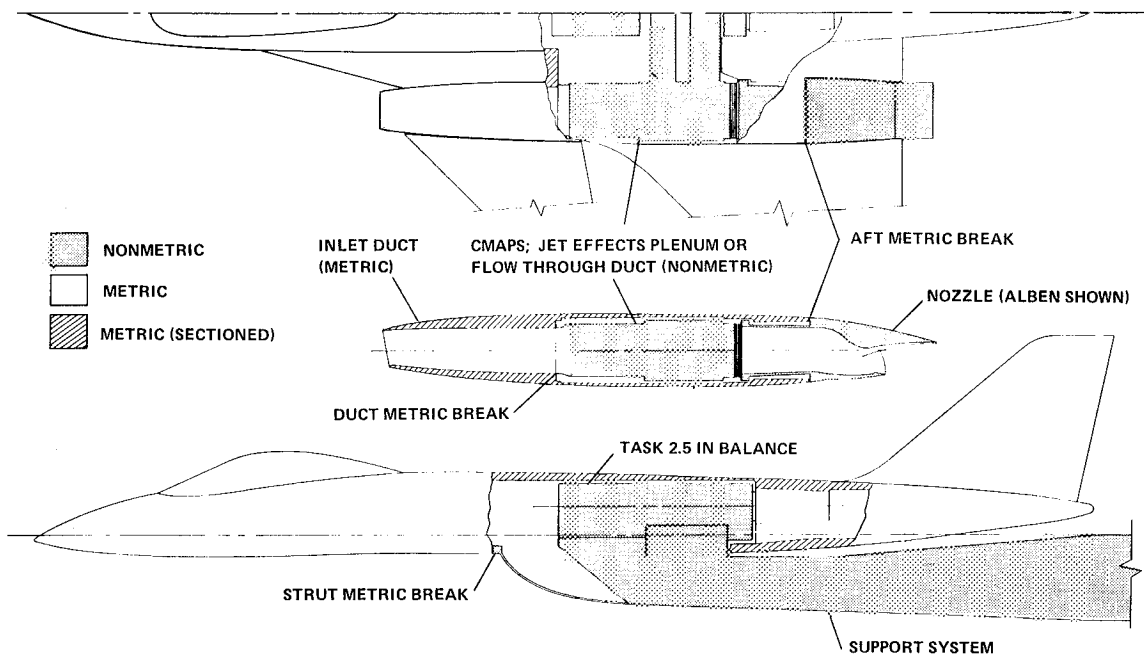 NONMETRIC
METRIC
METRIC (SECTIONED)
INLET DUCT
(METRIC)
CMAPS; JET EFFECTS PLENUM OR
FLOW THROUGH DUCT (NONMETRIC)
AFT METRIC BREAK
NOZZLE (ALBEN SHOWN)
DUCT METRIC BREAK
TASK 2.5 IN BALANCE
STRUT METRIC BREAK
SUPPORT SYSTEM